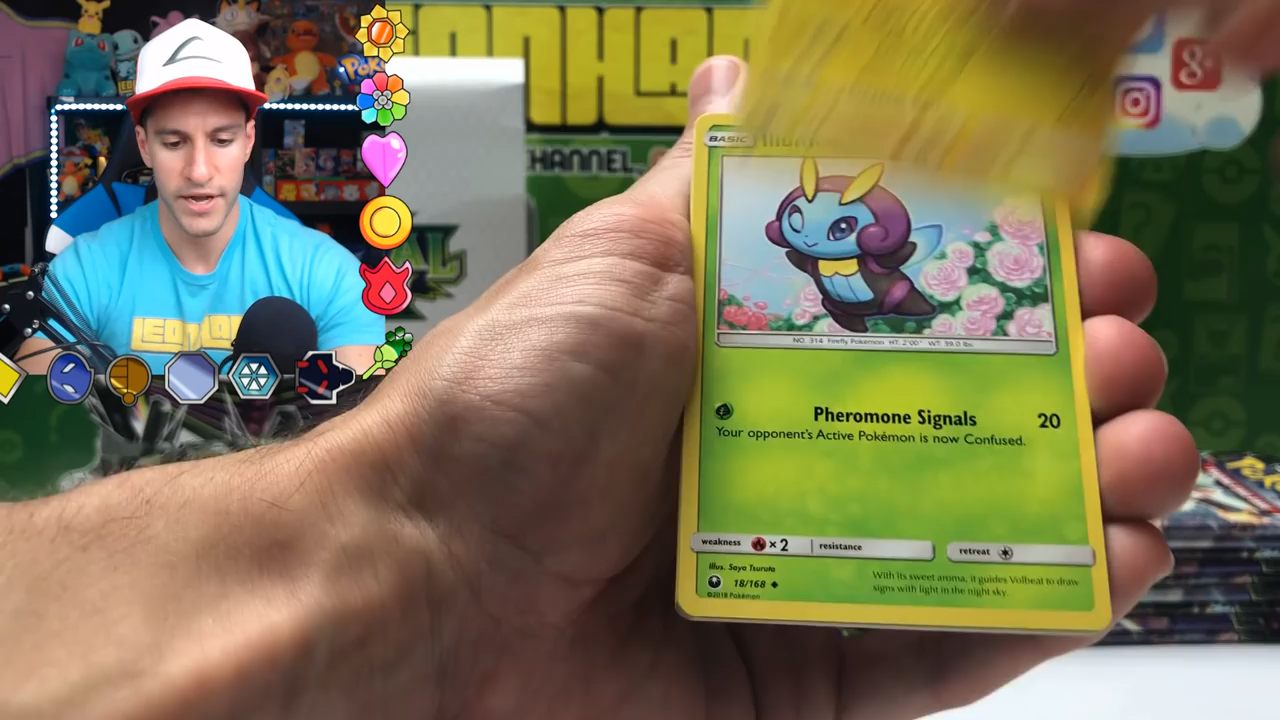 CHANNEL
LEONHART
BASIC
NO. 314 Firefly Pokémon HT: 2'00" WT: 39.0 lbs.
Pheromone Signals 20
Your opponent's Active Pokémon is now Confused.
weakness ×2 resistance retreat
Illus. Saya Tsuruta
18/168
©2018 Pokémon
With its sweet aroma, it guides Volbeat to draw
signs with light in the night sky.
g+